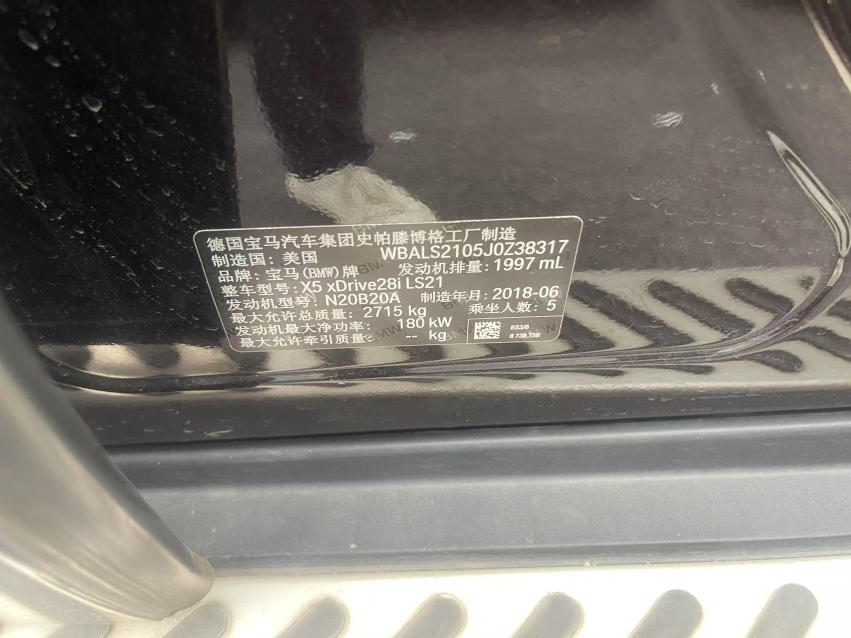 德国宝马汽车集团史帕滕博格工厂制造
制造国: 美国 WBALS2105J0Z38317
品牌: 宝马(BMW)牌 发动机排量: 1997 mL
整车型号: X5 xDrive28i LS21
发动机型号: N20B20A 制造年月: 2018-06
最大允许总质量: 2715 kg 乘坐人数: 5
发动机最大净功率: 180 kW
最大允许牵引质量: -- kg